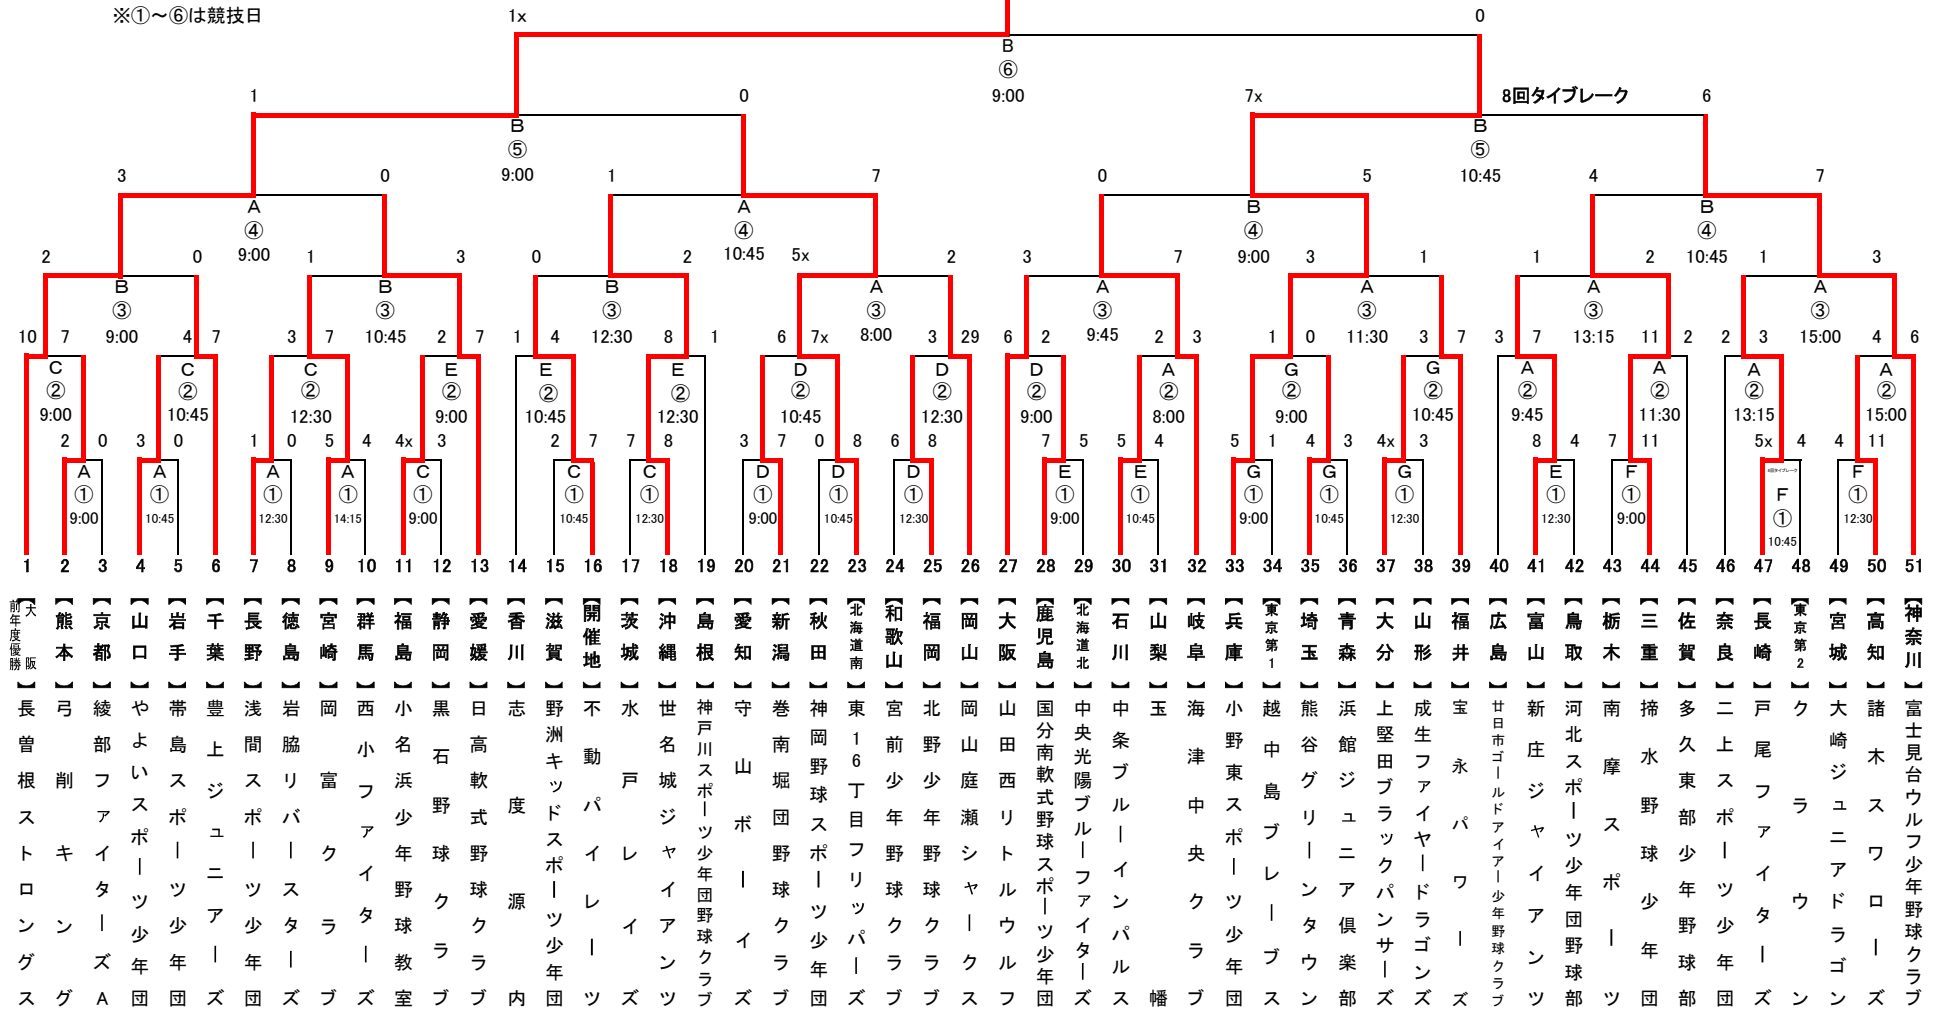 ※①～⑥は競技日
1x 0
B
⑥
9:00
1 0 7x 8回タイブレーク 6
B B
⑤ ⑤
9:00 10:45
3 0 1 7 0 5 4 7
A A B B
④ ④ ④ ④
9:00 10:45 9:00 10:45
2 0 1 3 0 2 5x 2 3 7 3 1 1 2 1 3
B B B A A A A A
③ ③ ③ ③ ③ ③ ③ ③
9:00 10:45 12:30 8:00 9:45 11:30 13:15 15:00
10 7 4 7 3 7 2 7 1 4 8 1 6 7x 3 29 6 2 2 3 1 0 3 7 3 7 11 2 2 3 4 6
C C C E E E D D D A G G A A A A
② ② ② ② ② ② ② ② ② ② ② ② ② ② ② ②
9:00 10:45 12:30 9:00 10:45 12:30 10:45 12:30 9:00 8:00 9:00 10:45 9:45 11:30 13:15 15:00
2 0 3 0 1 0 5 4 4x 3 2 7 7 8 3 7 0 8 6 8 7 5 5 4 5 1 4 3 4x 3 8 4 7 11 5x 4 4 11
A A A A C C C D D D E E G G G E F F F
① ① ① ① ① ① ① ① ① ① ① ① ① ① ① ① ① ① ①
9:00 10:45 12:30 14:15 9:00 10:45 12:30 9:00 10:45 12:30 9:00 10:45 9:00 10:45 12:30 12:30 9:00 10:45 12:30
1 2 3 4 5 6 7 8 9 10 11 12 13 14 15 16 17 18 19 20 21 22 23 24 25 26 27 28 29 30 31 32 33 34 35 36 37 38 39 40 41 42 43 44 45 46 47 48 49 50 51
前年度優勝
【大阪】長曽根ストロングス
【熊本】弓削キング
【京都】綾部ファイターズA
【山口】やよいスポーツ少年団
【岩手】帯島スポーツ少年団
【千葉】豊上ジュニアーズ
【長野】浅間スポーツ少年団
【徳島】岩脇リバースターズ
【宮崎】岡富クラブ
【群馬】西小ファイターズ
【福島】小名浜少年野球教室
【静岡】黒石野球クラブ
【愛媛】日高軟式野球クラブ
【香川】志度源内
【滋賀】野洲キッドスポーツ少年団
【開催地】不動パイレーツ
【茨城】水戸レイズ
【沖縄】世名城ジャイアンツ
【島根】神戸川スポーツ少年団野球クラブ
【愛知】守山ボーイズ
【新潟】巻南堀団野球クラブ
【秋田】神岡野球スポーツ少年団
【北海道南】東16丁目フリッパーズ
【和歌山】宮前少年野球クラブ
【福岡】北野少年野球クラブ
【岡山】岡山庭瀬シャークス
【大阪】山田西リトルウルフ
【鹿児島】国分南軟式野球スポーツ少年団
【北海道北】中央光陽ブルーファイターズ
【石川】中条ブルーインパルス
【山梨】玉幡
【岐阜】海津中央クラブ
【兵庫】小野東スポーツ少年団
【東京第1】越中島ブレーブス
【埼玉】熊谷グリーンタウン
【青森】浜館ジュニア倶楽部
【大分】上堅田ブラックパンサーズ
【山形】成生ファイヤードラゴンズ
【福井】宝永パワーズ
【広島】廿日市ゴールドアイアー少年野球クラブ
【富山】新庄ジャイアンツ
【鳥取】河北スポーツ少年団野球部
【栃木】南摩スポーツ
【三重】揥水野球少年団
【佐賀】多久東部少年野球部
【奈良】二上スポーツ少年団
【長崎】戸尾ファイターズ
【東京第2】クラウン
【宮城】大崎ジュニアドラゴン
【高知】諸木スワローズ
【神奈川】富士見台ウルフ少年野球クラブ